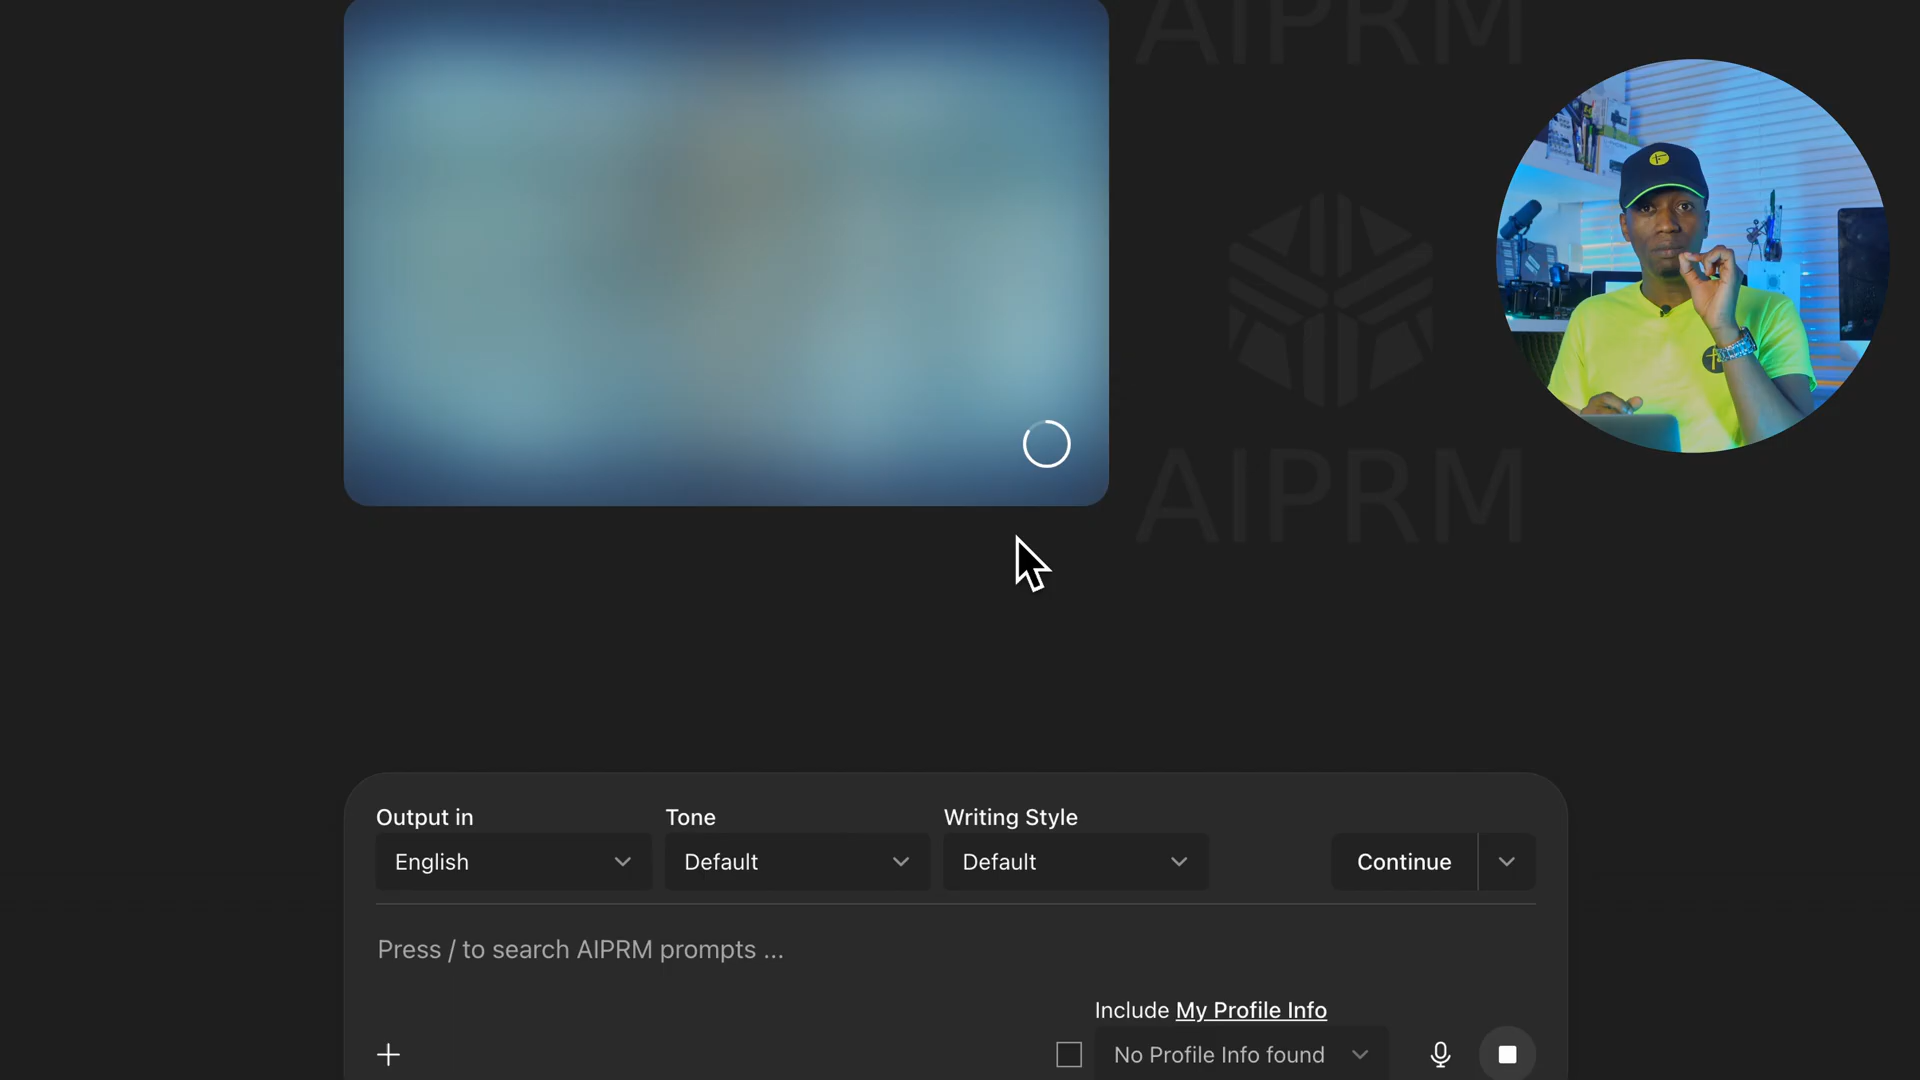 AIPRM
AIPRM
Output in
Tone
Writing Style
English
Default
Default
Continue
Press / to search AIPRM prompts ...
Include My Profile Info
No Profile Info found